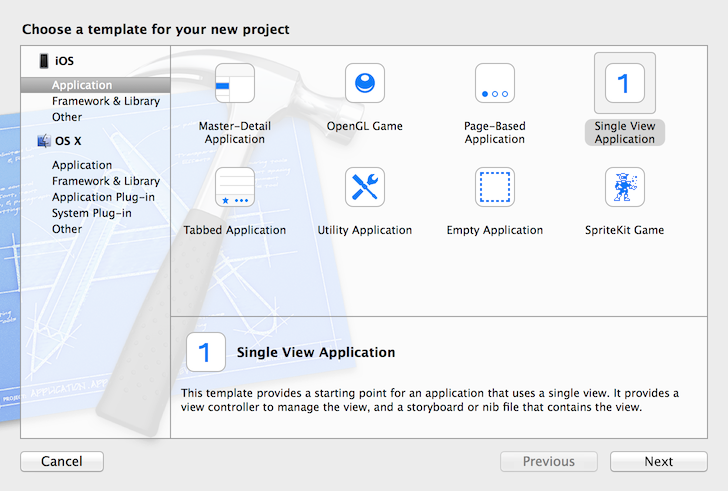 Choose a template for your new project
iOS
Application
Framework & Library
Other
OS X
Application
Framework & Library
Application Plug-in
System Plug-in
Other
Master-Detail
Application
OpenGL Game
Page-Based
Application
1
Single View
Application
Tabbed Application
Utility Application
Empty Application
SpriteKit Game
1
Single View Application
This template provides a starting point for an application that uses a single view. It provides a
view controller to manage the view, and a storyboard or nib file that contains the view.
Cancel
Previous
Next